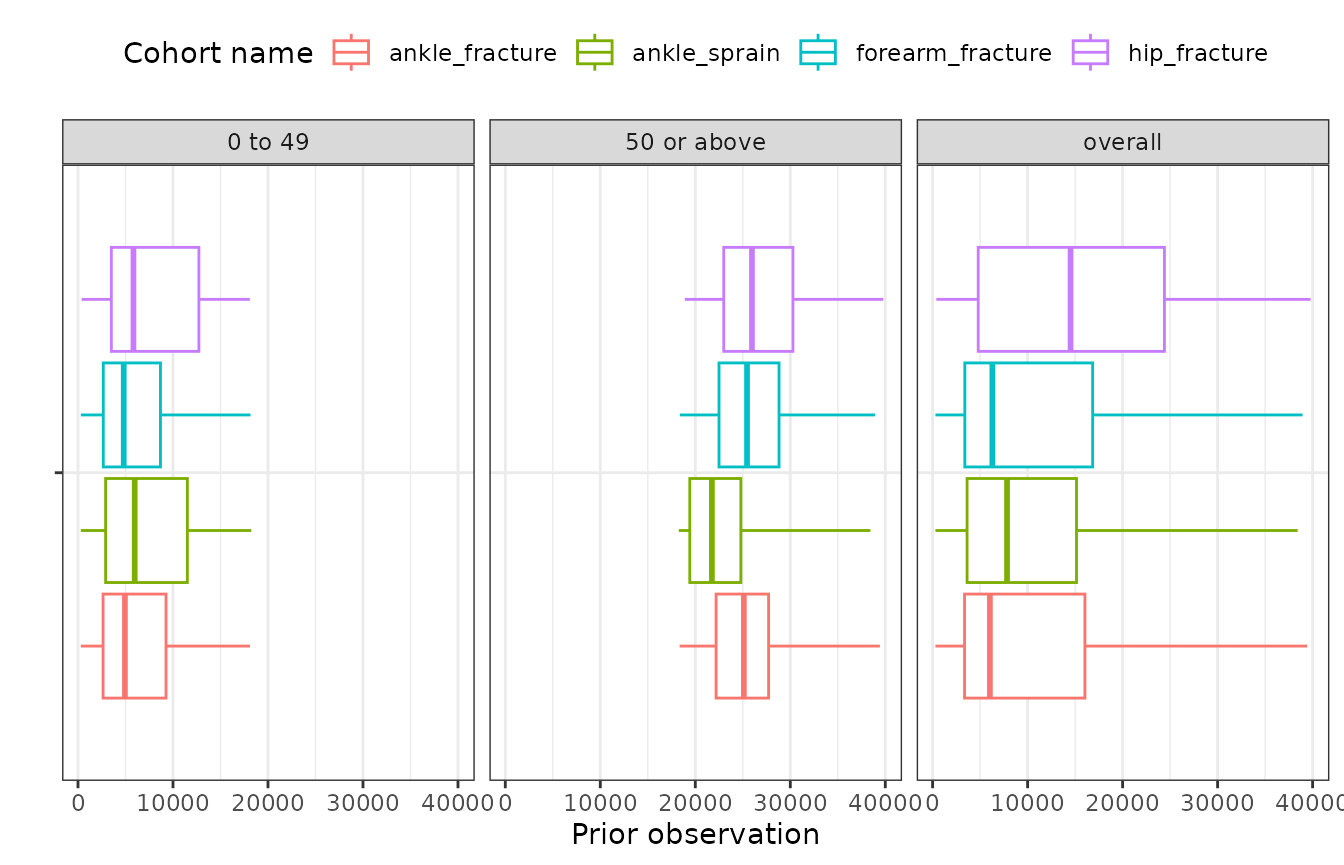 Cohort name ankle_fracture ankle_sprain forearm_fracture hip_fracture
0 to 49 50 or above overall
0 10000 20000 30000 40000 0 10000 20000 30000 40000 0 10000 20000 30000 40000
Prior observation